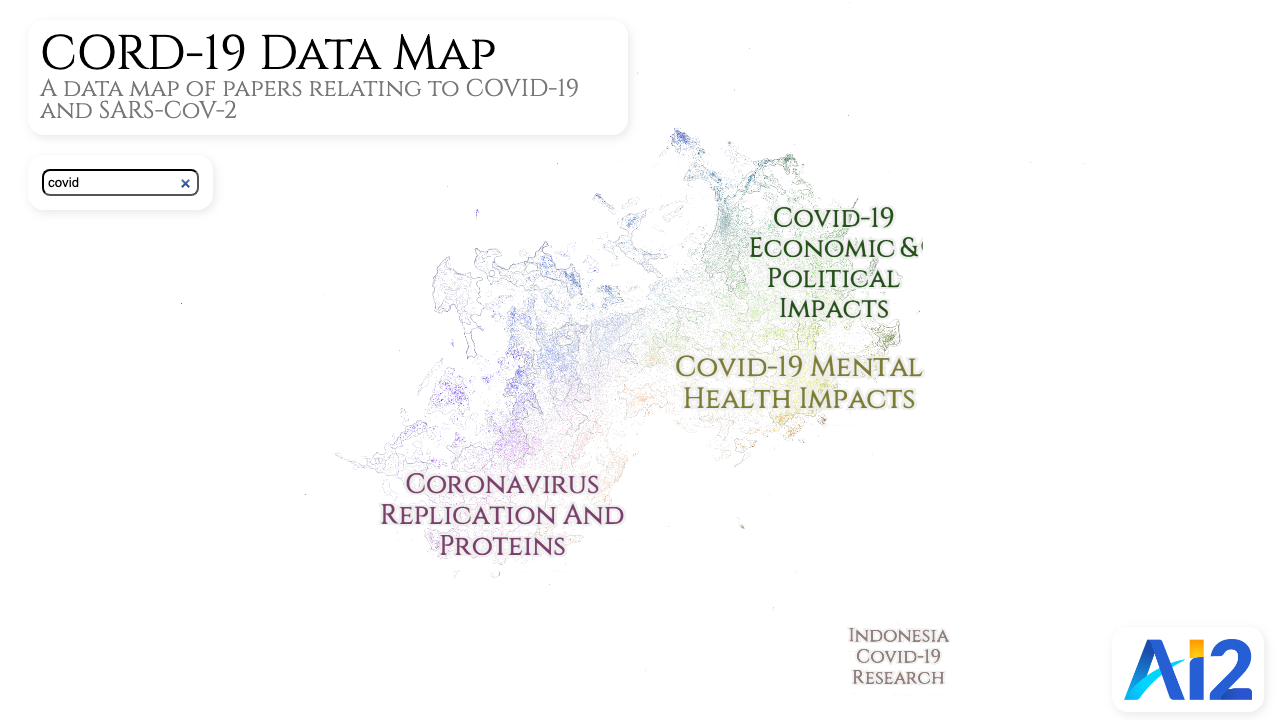 CORD-19 Data Map
A data map of papers relating to COVID-19
and SARS-CoV-2
covid
Covid-19
Economic &
Political
Impacts
Covid-19 Mental
Health Impacts
Coronavirus
Replication And
Proteins
Indonesia
Covid-19
Research
Ai2